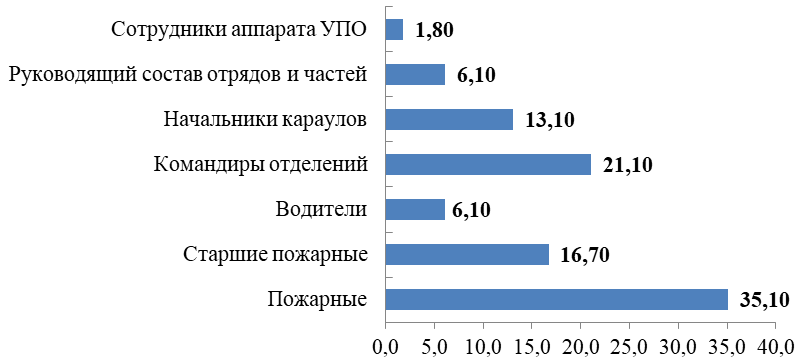 Сотрудники аппарата УПО 1,80
Руководящий состав отрядов и частей 6,10
Начальники караулов 13,10
Командиры отделений 21,10
Водители 6,10
Старшие пожарные 16,70
Пожарные 35,10
0,0 5,0 10,0 15,0 20,0 25,0 30,0 35,0 40,0